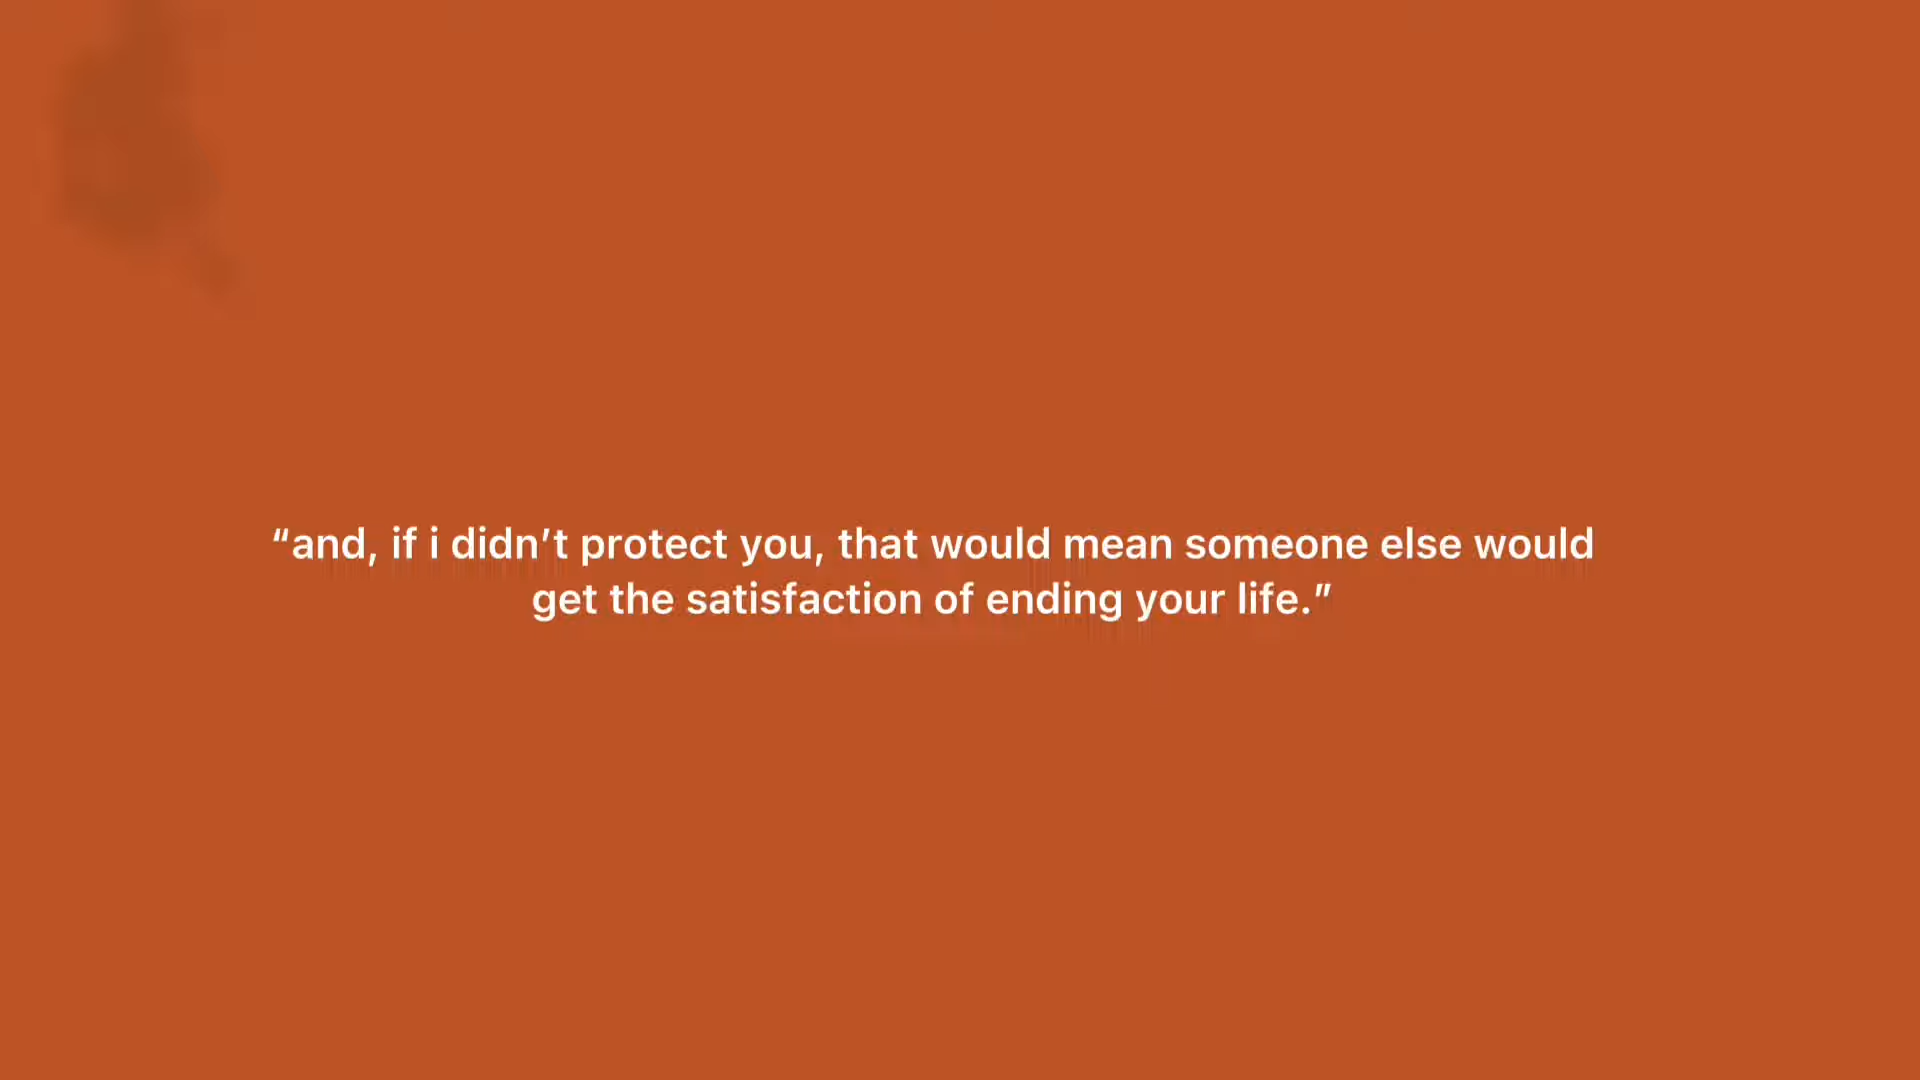 “and, if i didn’t protect you, that would mean someone else would
get the satisfaction of ending your life.”